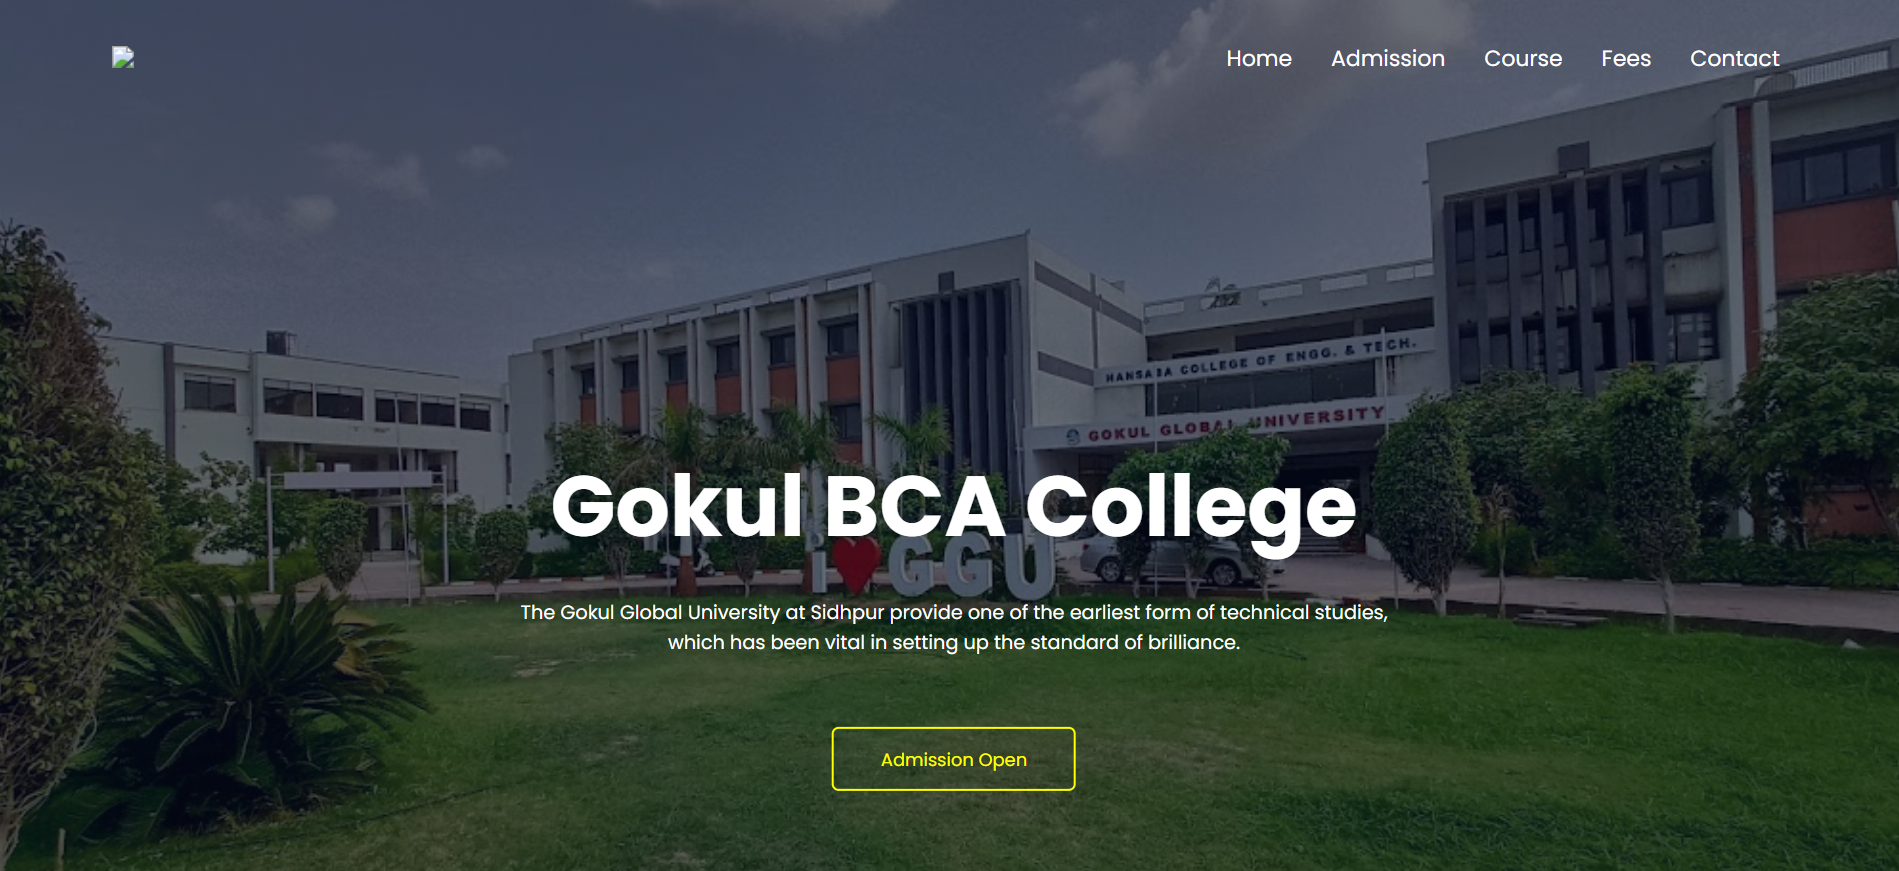 Home Admission Course Fees Contact
HANSABA COLLEGE OF ENGG. & TECH.
GOKUL GLOBAL UNIVERSITY
Gokul BCA College
i ❤ GGU
The Gokul Global University at Sidhpur provide one of the earliest form of technical studies,
which has been vital in setting up the standard of brilliance.
Admission Open